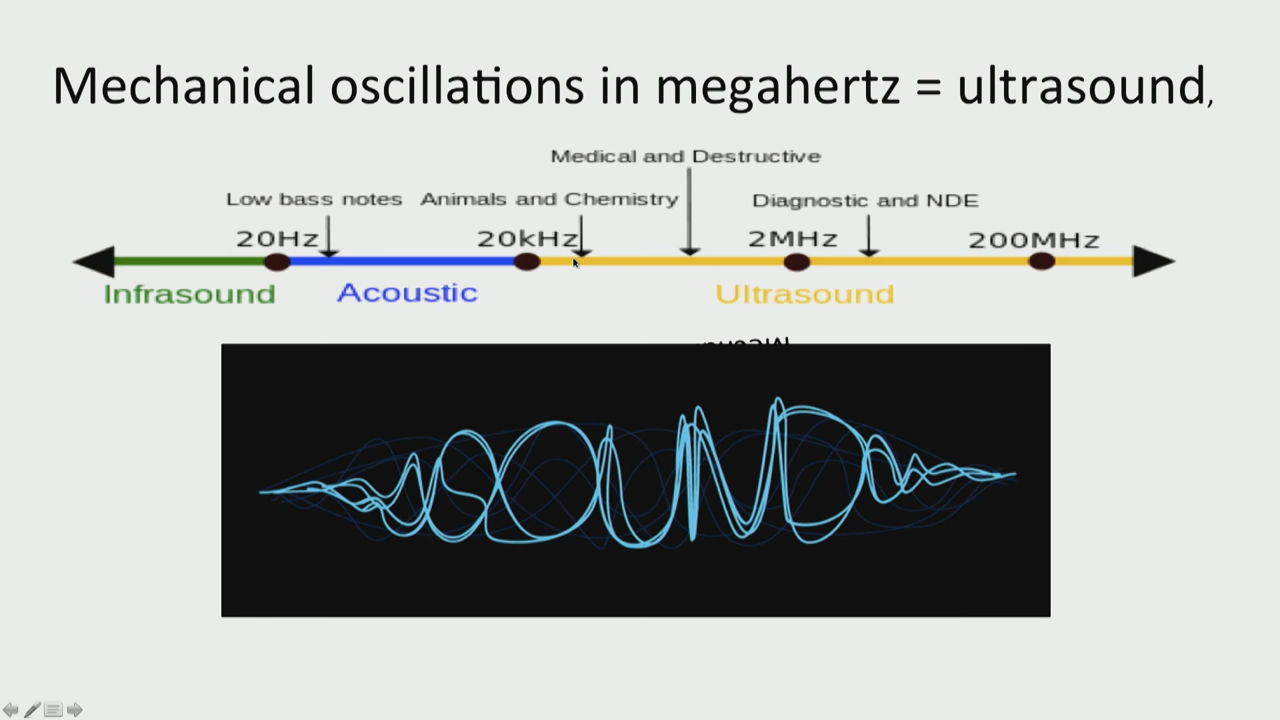 Mechanical oscillations in megahertz = ultrasound,
Medical and Destructive
Low bass notes Animals and Chemistry Diagnostic and NDE
20Hz 20kHz 2MHz 200MHz
Infrasound Acoustic Ultrasound
SOUND